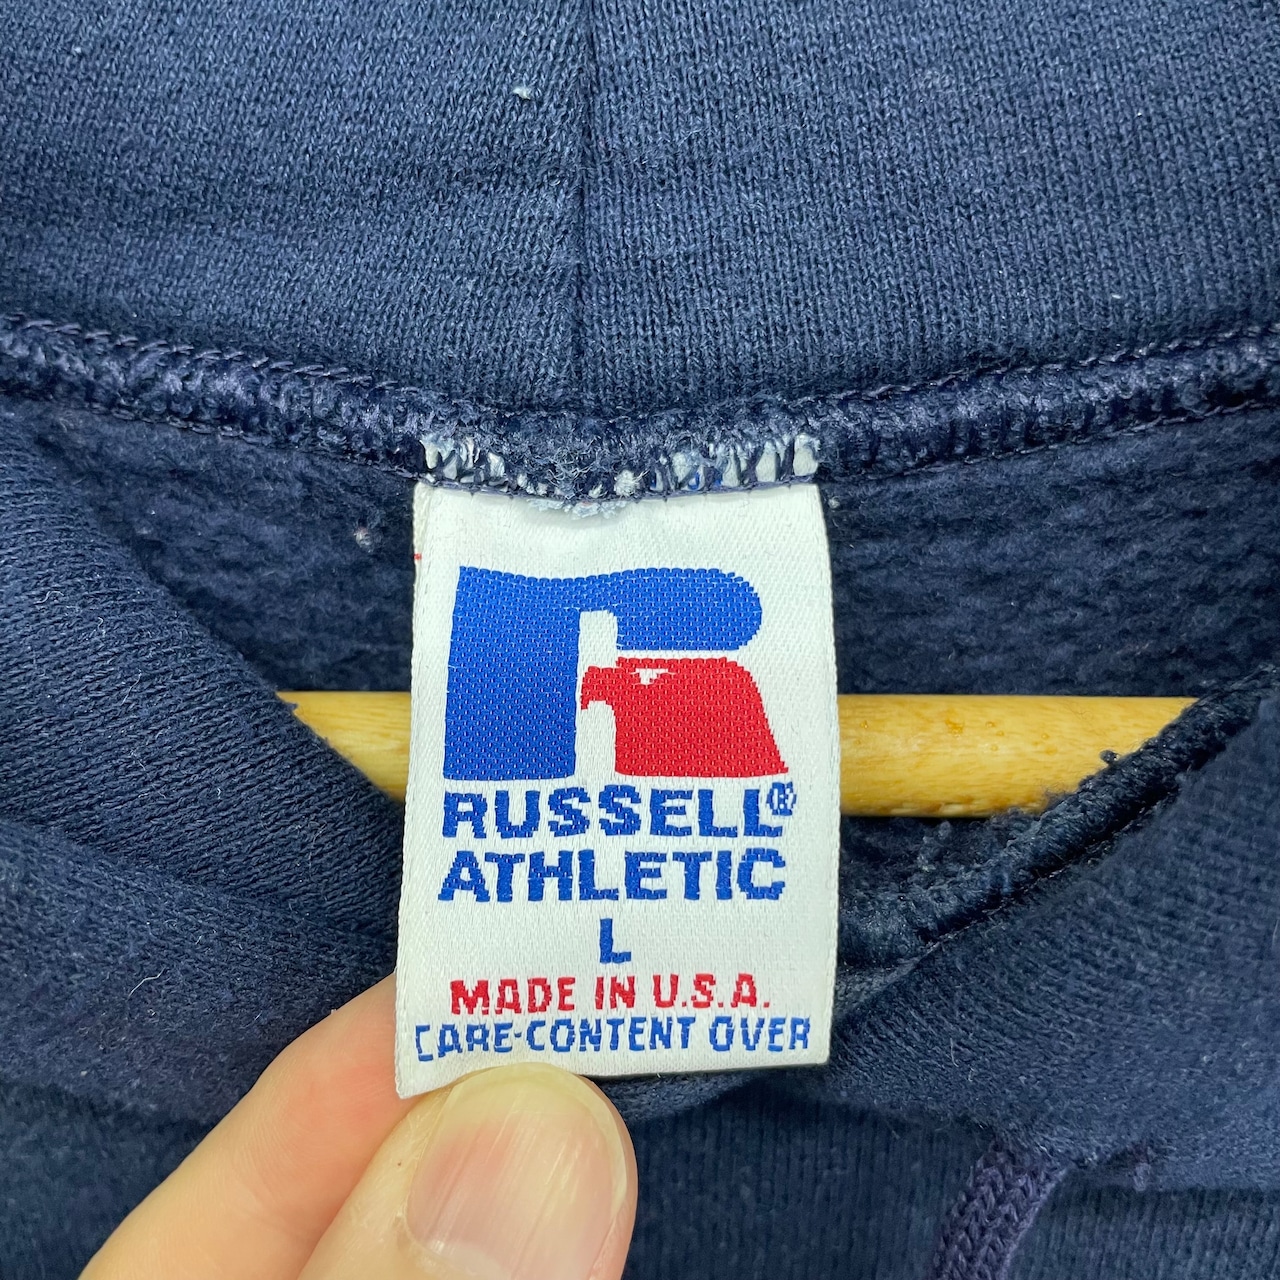 RUSSELL®
ATHLETIC
L
MADE IN U.S.A.
CARE-CONTENT OVER